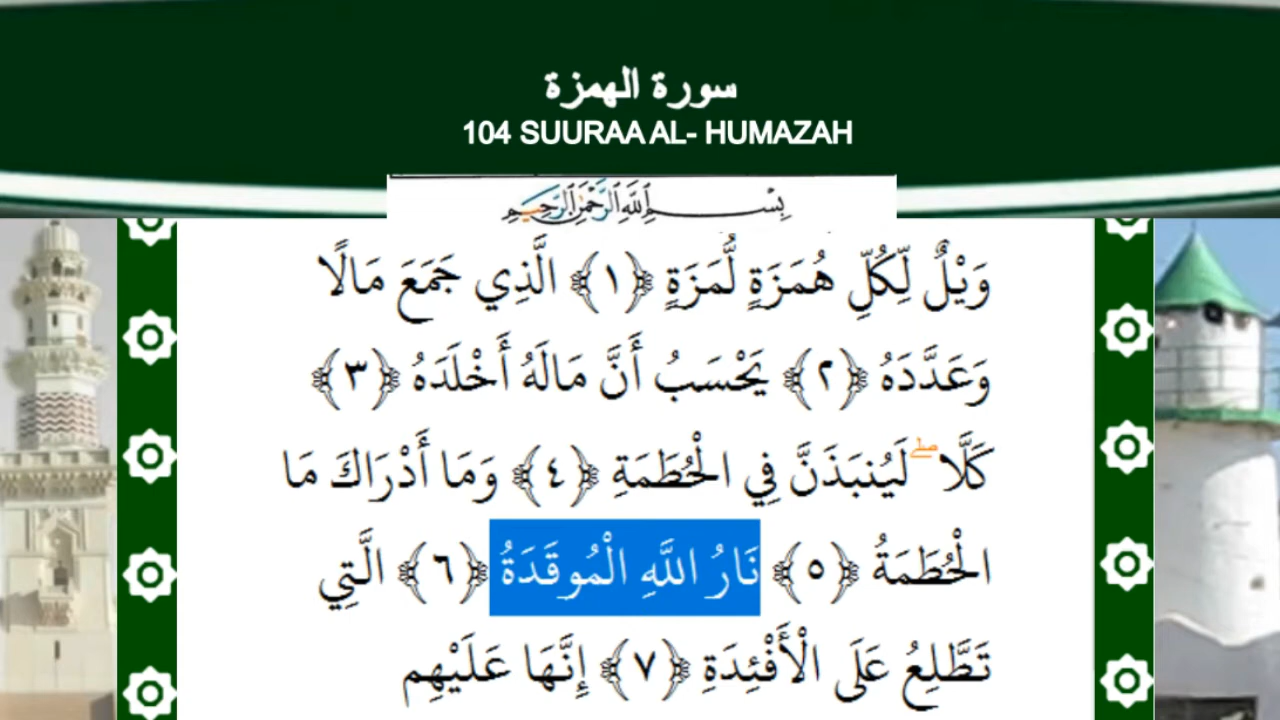 سورة الهمزة
104 SUURAA AL- HUMAZAH
بِسْمِ اللَّهِ الرَّحْمَٰنِ الرَّحِيمِ
وَيْلٌ لِّكُلِّ هُمَزَةٍ لُّمَزَةٍ ﴿١﴾ الَّذِي جَمَعَ مَالًا
وَعَدَّدَهُ ﴿٢﴾ يَحْسَبُ أَنَّ مَالَهُ أَخْلَدَهُ ﴿٣﴾
كَلَّا ۖ لَيُنبَذَنَّ فِي الْحُطَمَةِ ﴿٤﴾ وَمَا أَدْرَاكَ مَا
الْحُطَمَةُ ﴿٥﴾ نَارُ اللَّهِ الْمُوقَدَةُ ﴿٦﴾ الَّتِي
تَطَّلِعُ عَلَى الْأَفْئِدَةِ ﴿٧﴾ إِنَّهَا عَلَيْهِم